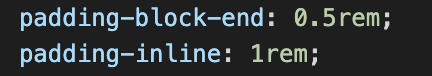 padding-block-end: 0.5rem;
padding-inline: 1rem;